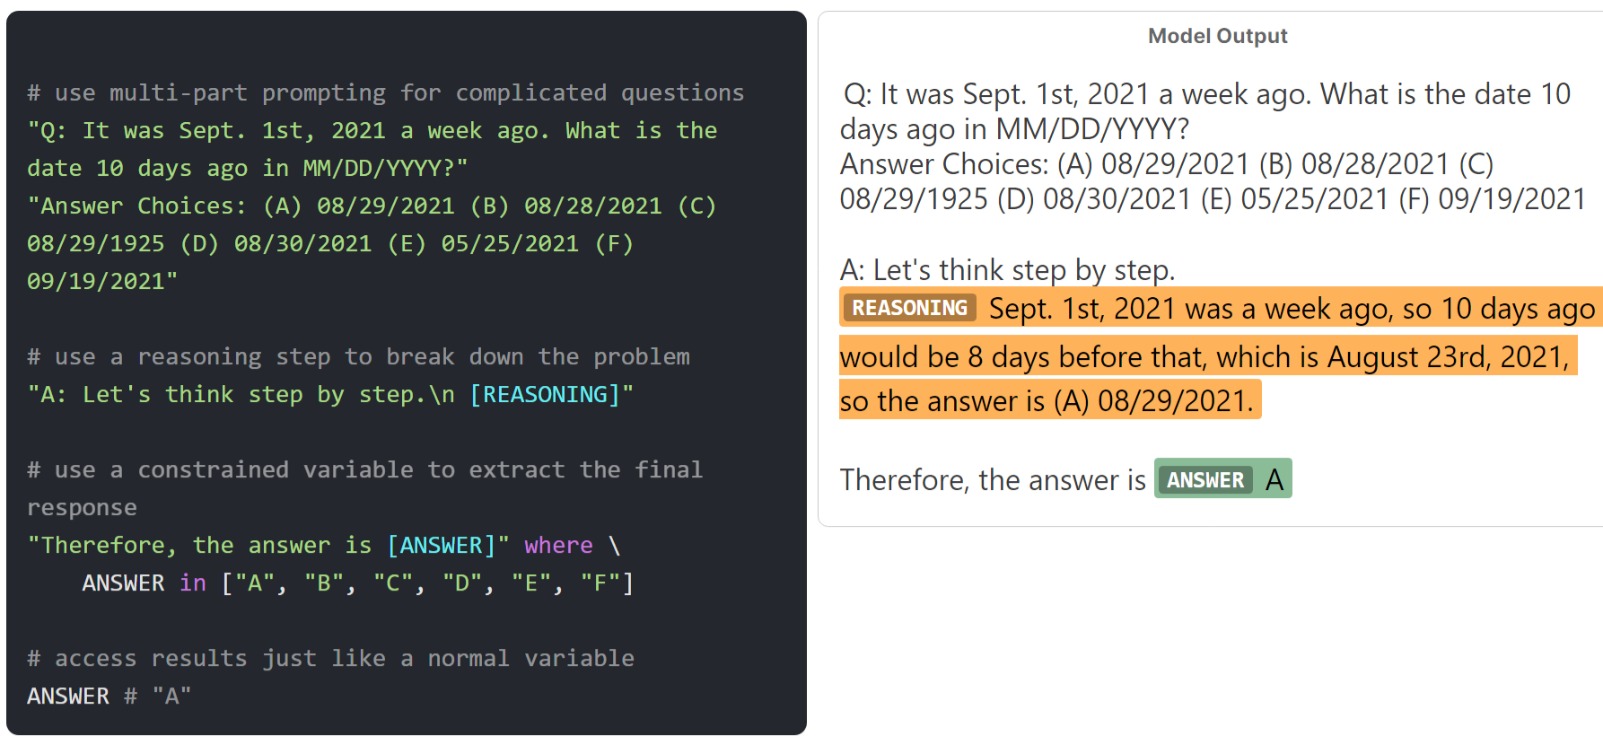 # use multi-part prompting for complicated questions
"Q: It was Sept. 1st, 2021 a week ago. What is the
date 10 days ago in MM/DD/YYYY?"
"Answer Choices: (A) 08/29/2021 (B) 08/28/2021 (C)
08/29/1925 (D) 08/30/2021 (E) 05/25/2021 (F)
09/19/2021"
# use a reasoning step to break down the problem
"A: Let's think step by step.\n [REASONING]"
# use a constrained variable to extract the final
response
"Therefore, the answer is [ANSWER]" where \
    ANSWER in ["A", "B", "C", "D", "E", "F"]
# access results just like a normal variable
ANSWER # "A"
Model Output
Q: It was Sept. 1st, 2021 a week ago. What is the date 10
days ago in MM/DD/YYYY?
Answer Choices: (A) 08/29/2021 (B) 08/28/2021 (C)
08/29/1925 (D) 08/30/2021 (E) 05/25/2021 (F) 09/19/2021
A: Let's think step by step.
REASONING Sept. 1st, 2021 was a week ago, so 10 days ago
would be 8 days before that, which is August 23rd, 2021,
so the answer is (A) 08/29/2021.
Therefore, the answer is ANSWER A